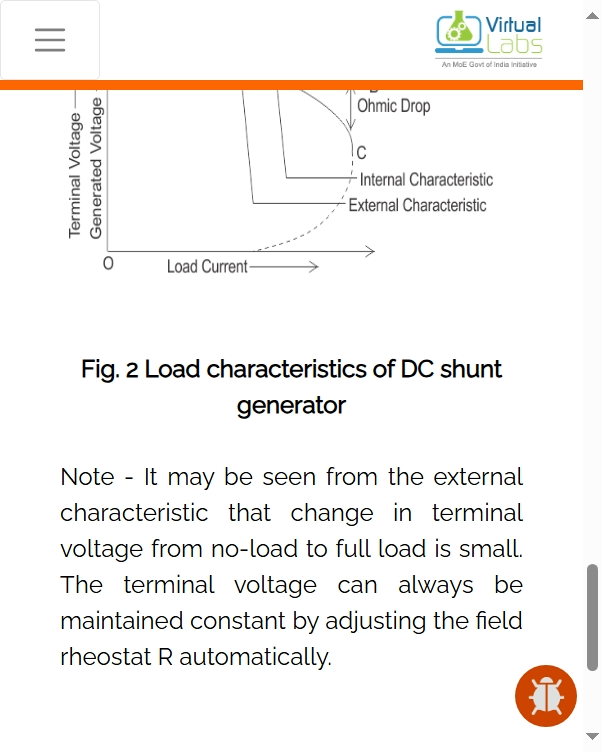 Virtual
Labs
An MoE Govt of India Initiative
Terminal Voltage
Generated Voltage
Ohmic Drop
C
Internal Characteristic
External Characteristic
O
Load Current
Fig. 2 Load characteristics of DC shunt
generator
Note - It may be seen from the external
characteristic that change in terminal
voltage from no-load to full load is small.
The terminal voltage can always be
maintained constant by adjusting the field
rheostat R automatically.